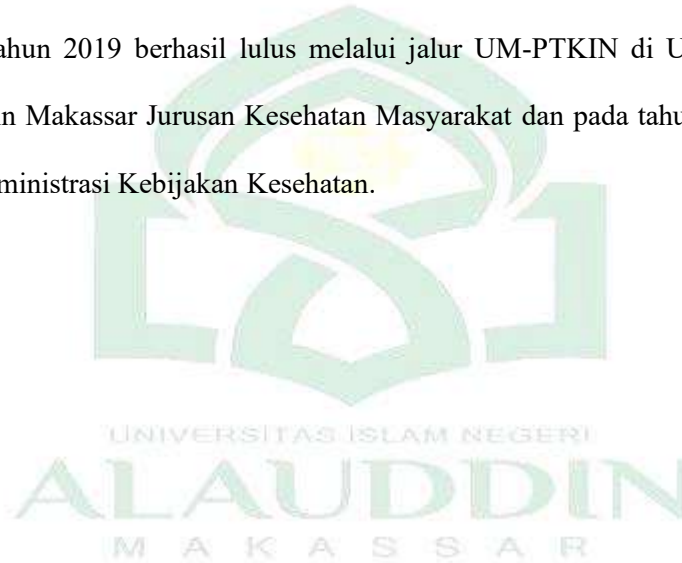 ahun 2019 berhasil lulus melalui jalur UM-PTKIN di U
n Makassar Jurusan Kesehatan Masyarakat dan pada tahu
ministrasi Kebijakan Kesehatan.
UNIVERSITAS ISLAM NEGERI
ALAUDDIN
MAKASSAR